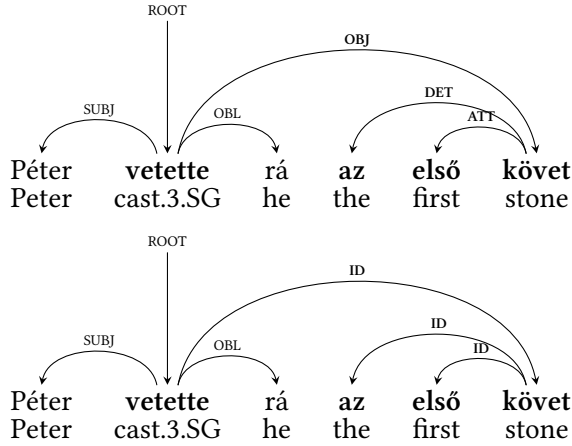 ROOT
OBJ
DET
SUBJ OBL ATT
Péter vetette rá az első követ
Peter cast.3.SG he the first stone
ROOT
ID
ID
SUBJ OBL ID
Péter vetette rá az első követ
Peter cast.3.SG he the first stone